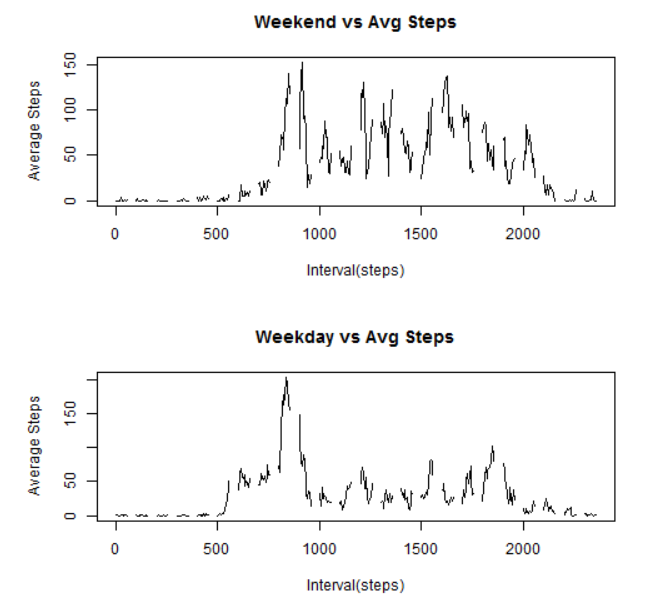 Weekend vs Avg Steps
Average Steps
150
100
50
0
0 500 1000 1500 2000
Interval(steps)
Weekday vs Avg Steps
Average Steps
150
50
0
0 500 1000 1500 2000
Interval(steps)